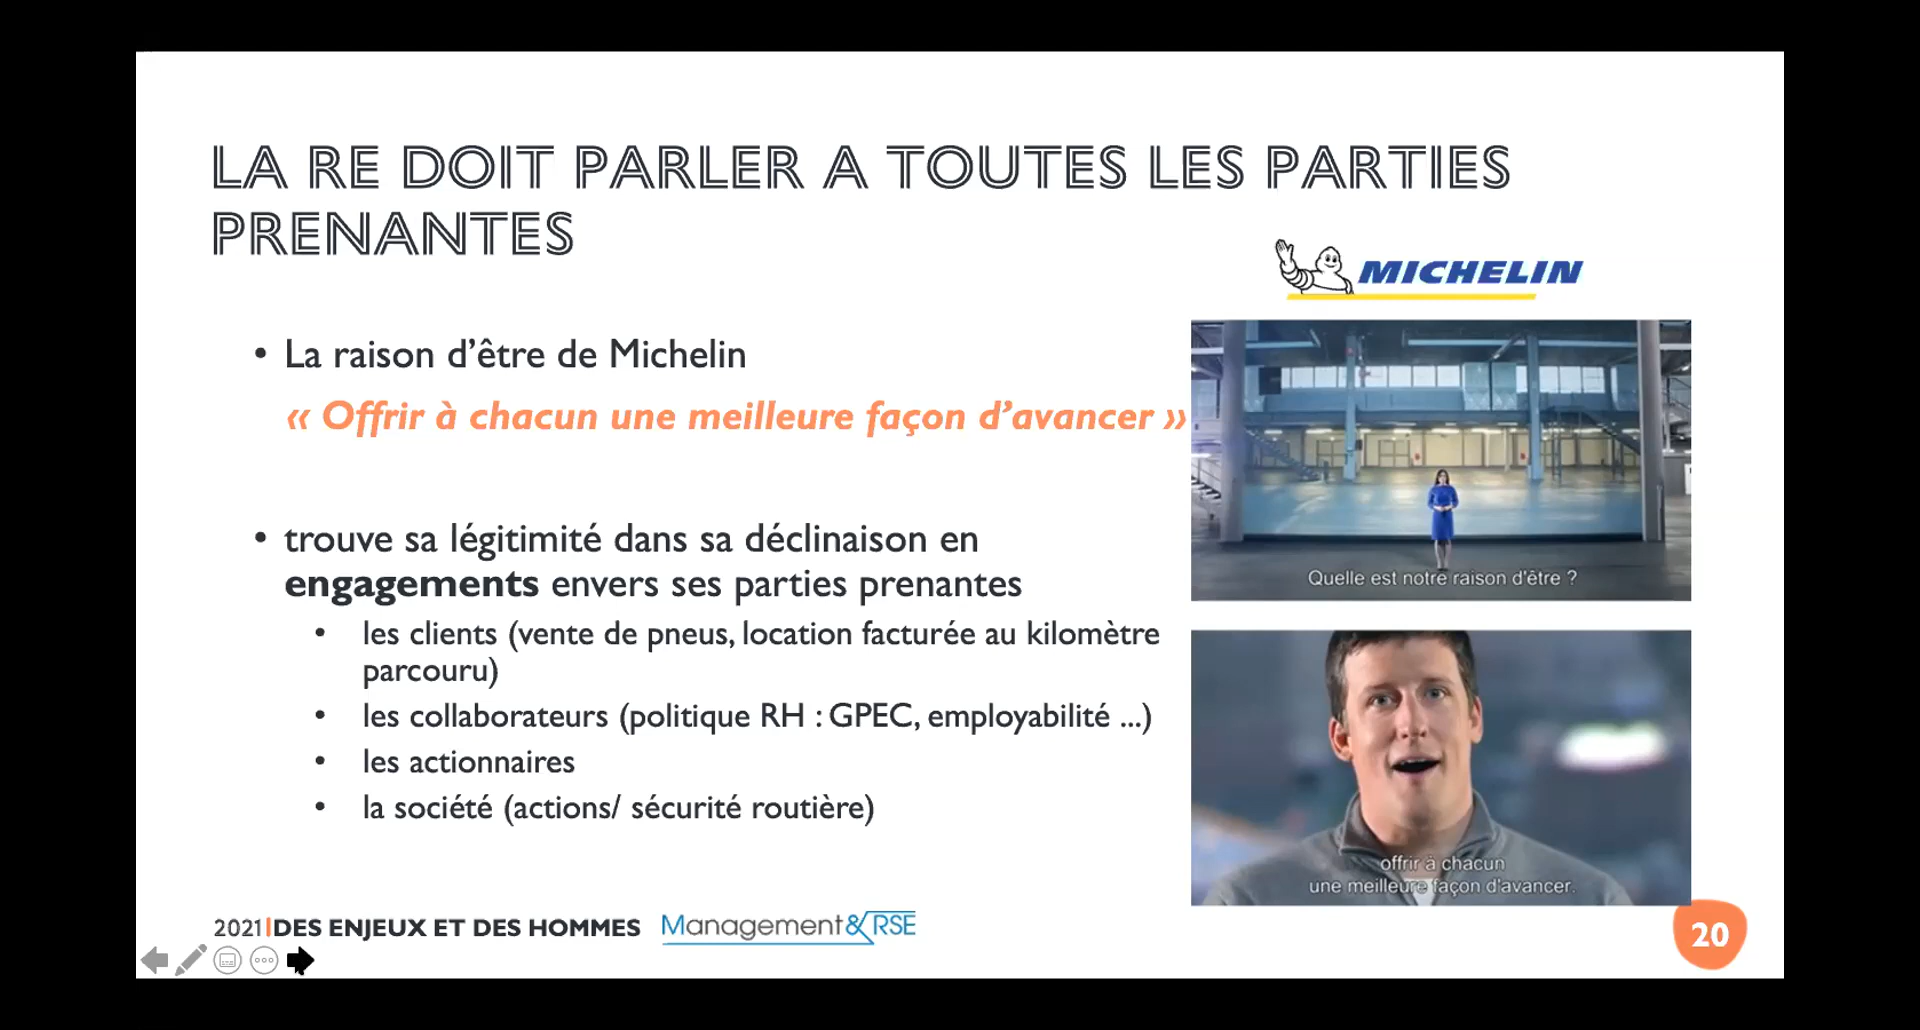 LA RE DOIT PARLER A TOUTES LES PARTIES
PRENANTES
MICHELIN
• La raison d'être de Michelin
« Offrir à chacun une meilleure façon d'avancer »
• trouve sa légitimité dans sa déclinaison en
engagements envers ses parties prenantes
• les clients (vente de pneus, location facturée au kilomètre
parcouru)
• les collaborateurs (politique RH : GPEC, employabilité ...)
• les actionnaires
• la société (actions/ sécurité routière)
Quelle est notre raison d'être ?
offrir à chacun
une meilleure façon d'avancer.
2021|DES ENJEUX ET DES HOMMES Management&RSE
20